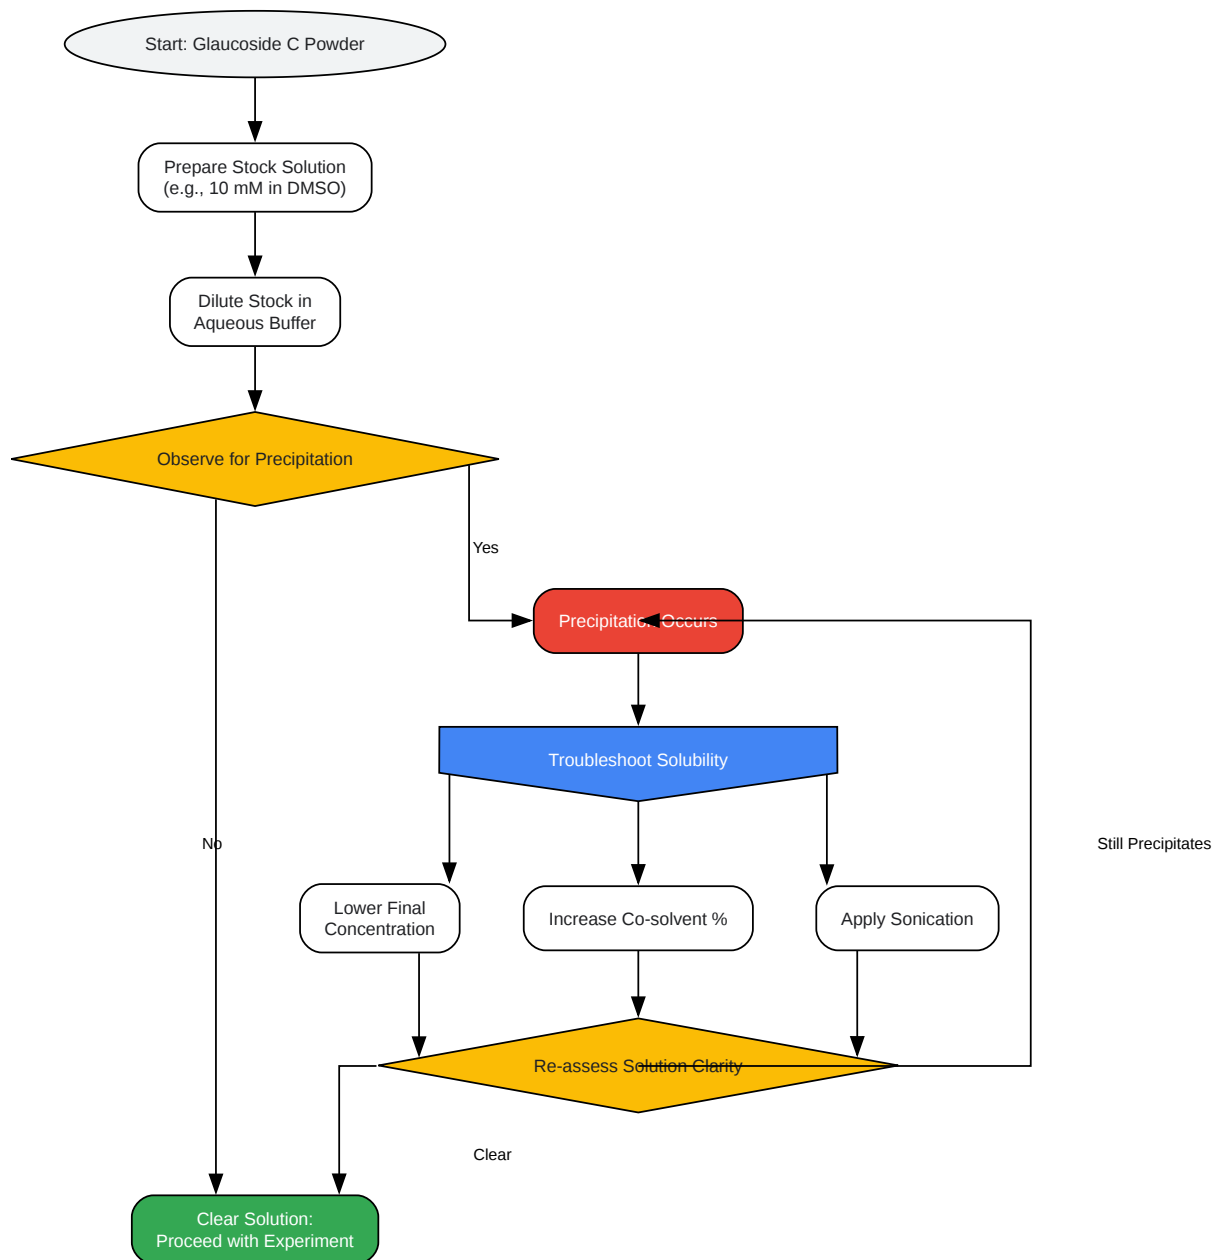 Start: Glaucoside C Powder
Prepare Stock Solution
(e.g., 10 mM in DMSO)
Dilute Stock in
Aqueous Buffer
Observe for Precipitation
Yes
Precipitation Occurs
Troubleshoot Solubility
No
Still Precipitates
Lower Final
Concentration
Increase Co-solvent %
Apply Sonication
Re-assess Solution Clarity
Clear
Clear Solution:
Proceed with Experiment